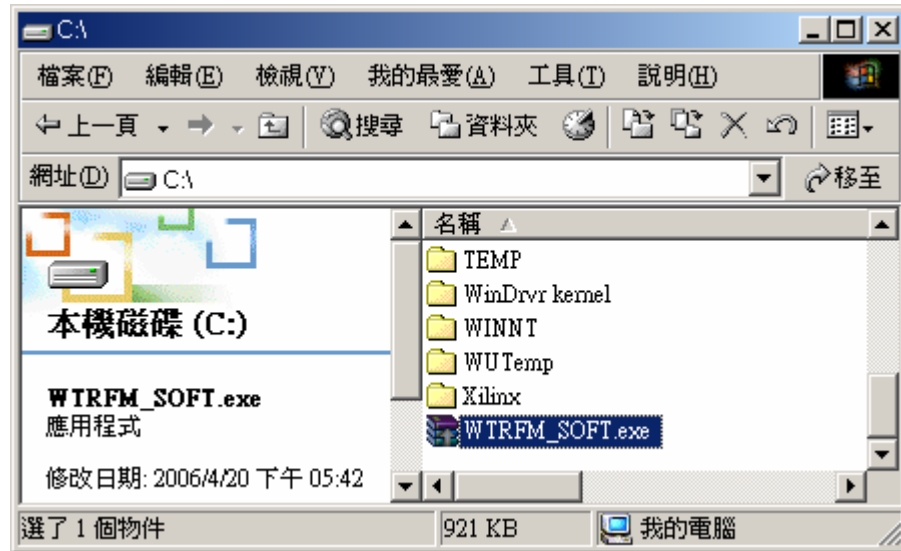 C:\
檔案(F) 編輯(E) 檢視(V) 我的最愛(A) 工具(T) 說明(H)
上一頁 搜尋 資料夾
網址(D) C:\ 移至
本機磁碟 (C:)
WTRFM_SOFT.exe
應用程式
修改日期: 2006/4/20 下午 05:42
名稱
TEMP
WinDrvr kernel
WINNT
WUTemp
Xilinx
WTRFM_SOFT.exe
選了 1 個物件 921 KB 我的電腦